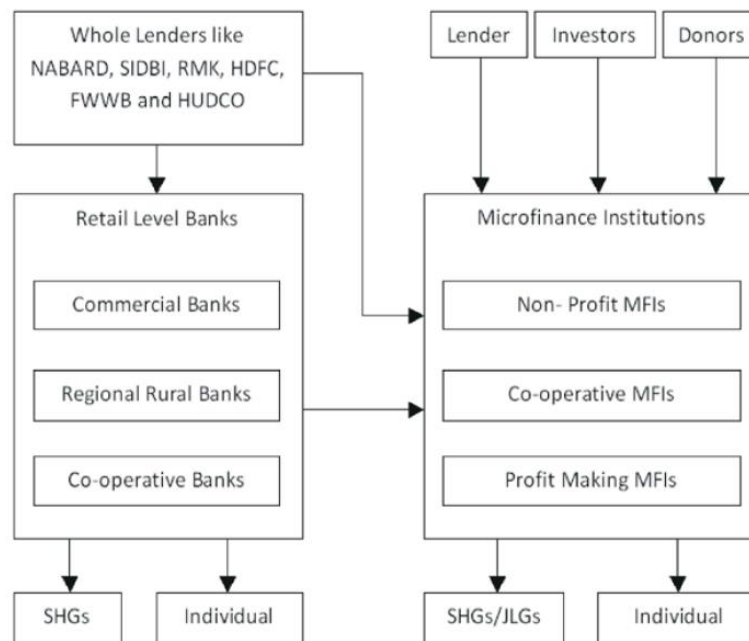 Whole Lenders like
NABARD, SIDBI, RMK, HDFC,
FWWB and HUDCO
Lender
Investors
Donors
Retail Level Banks
Commercial Banks
Regional Rural Banks
Co-operative Banks
Microfinance Institutions
Non- Profit MFIs
Co-operative MFIs
Profit Making MFIs
SHGs
Individual
SHGs/JLGs
Individual